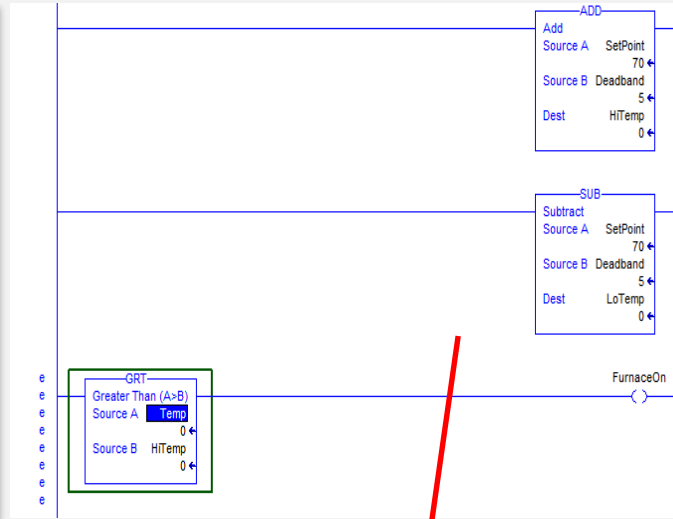 ADD
Add
Source A SetPoint
70
Source B Deadband
5
Dest HiTemp
0
SUB
Subtract
Source A SetPoint
70
Source B Deadband
5
Dest LoTemp
0
e
e
e
e
e
e
e
e
GRT
Greater Than (A>B)
Source A Temp
0
Source B HiTemp
0
FurnaceOn